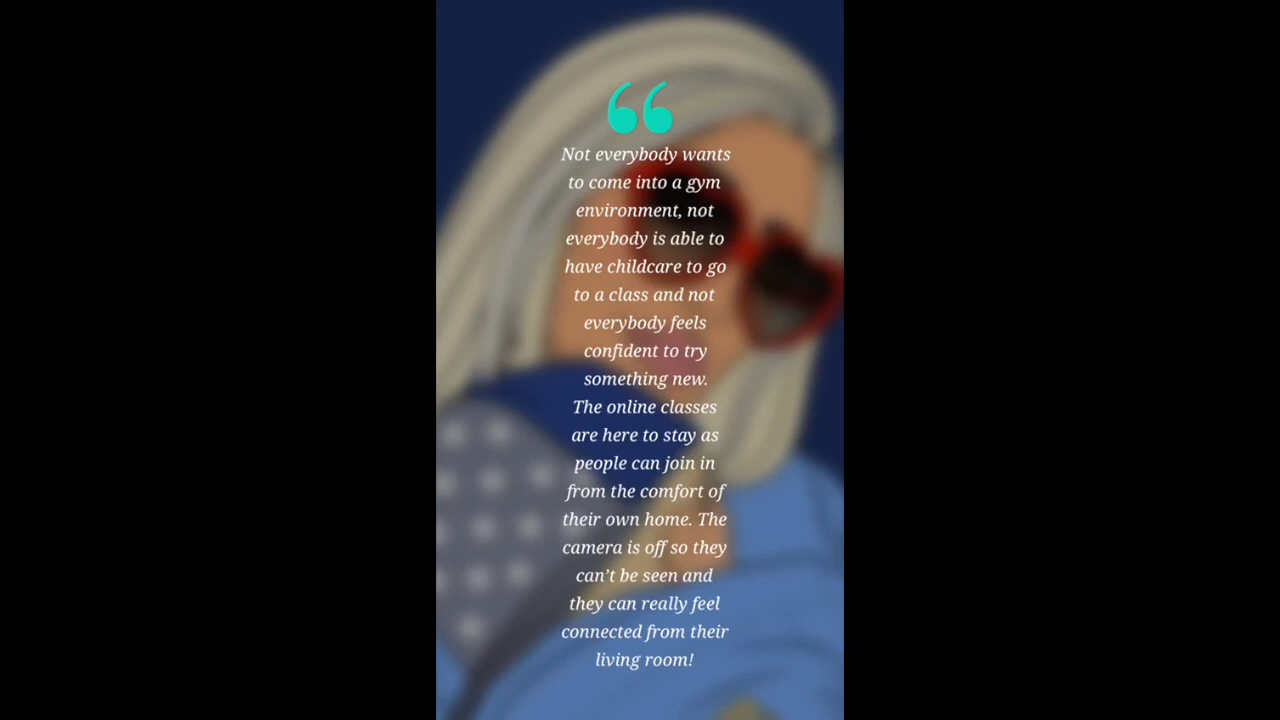 “
Not everybody wants
to come into a gym
environment, not
everybody is able to
have childcare to go
to a class and not
everybody feels
confident to try
something new.
The online classes
are here to stay as
people can join in
from the comfort of
their own home. The
camera is off so they
can’t be seen and
they can really feel
connected from their
living room!